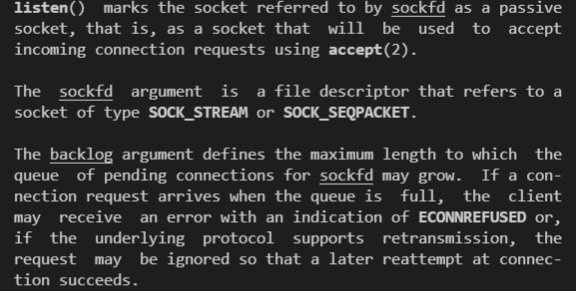 listen() marks the socket referred to by sockfd as a passive
socket, that is, as a socket that will be used to accept
incoming connection requests using accept(2).
The sockfd argument is a file descriptor that refers to a
socket of type SOCK_STREAM or SOCK_SEQPACKET.
The backlog argument defines the maximum length to which the
queue of pending connections for sockfd may grow. If a con-
nection request arrives when the queue is full, the client
may receive an error with an indication of ECONNREFUSED or,
if the underlying protocol supports retransmission, the
request may be ignored so that a later reattempt at connec-
tion succeeds.